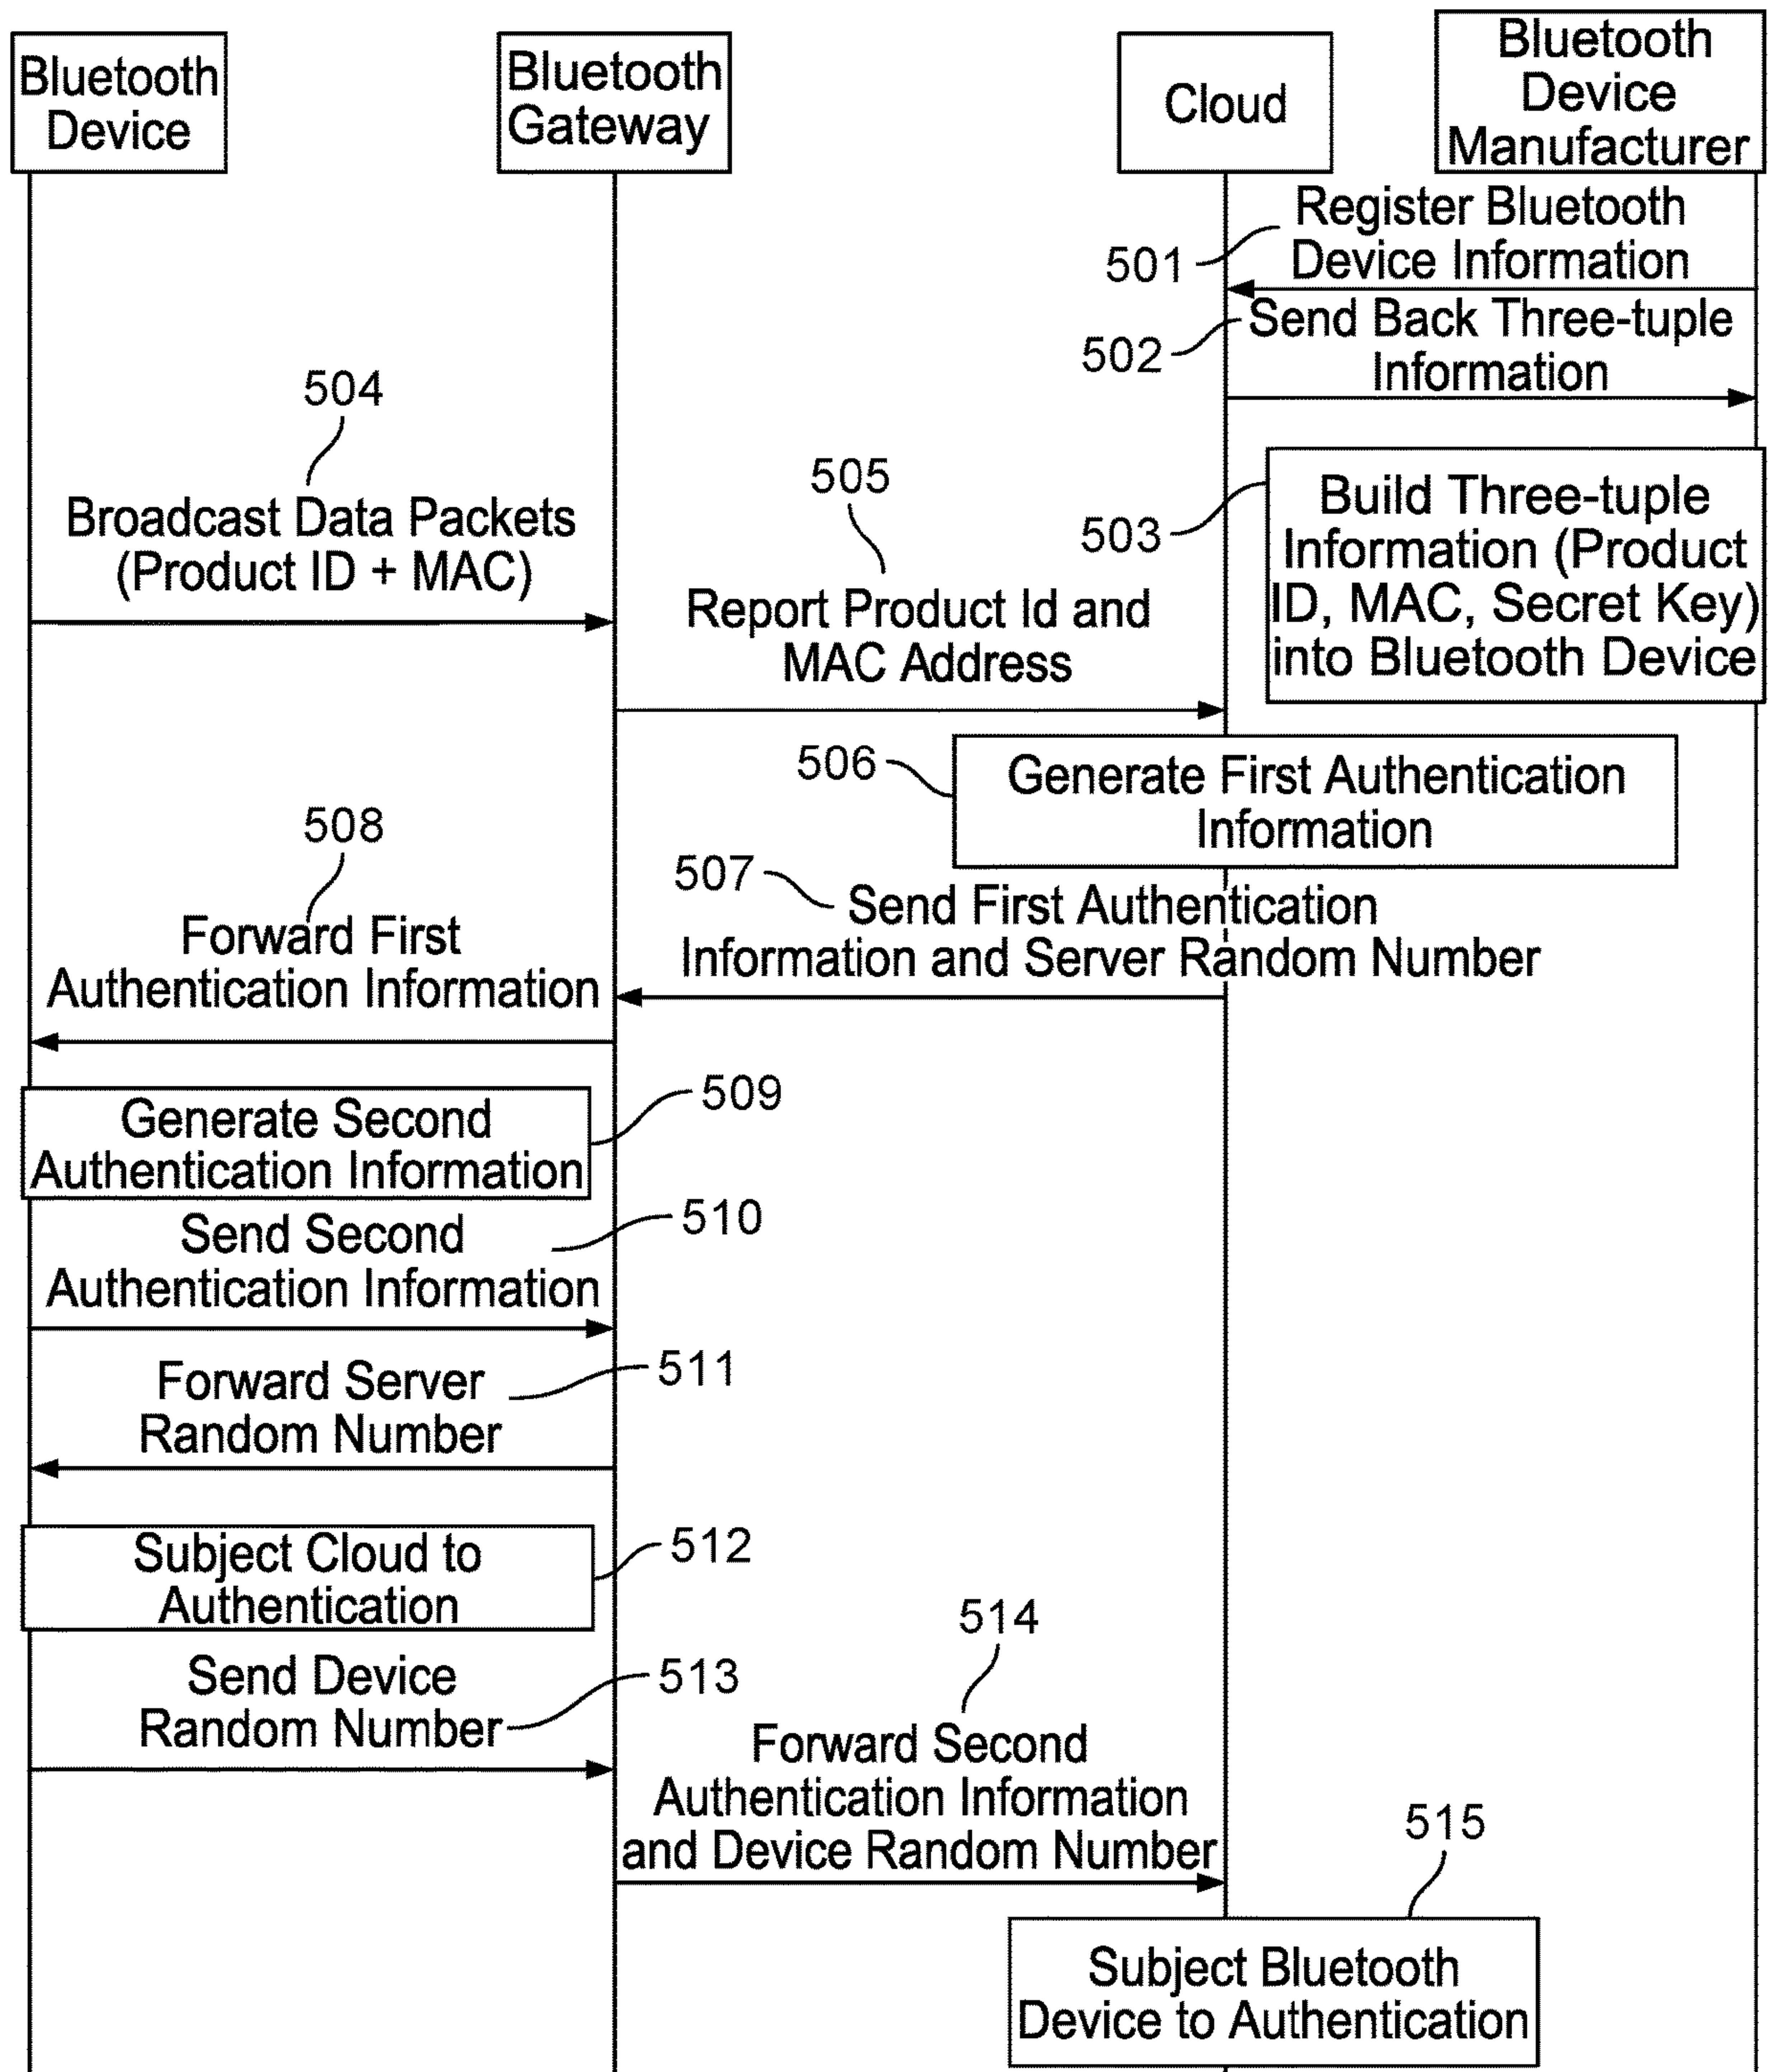 Bluetooth
Device
Bluetooth
Gateway
Cloud
Bluetooth
Device
Manufacturer
Register Bluetooth
Device Information
501
Send Back Three-tuple
Information
502
504
Broadcast Data Packets
(Product ID + MAC)
505
Report Product Id and
MAC Address
503
Build Three-tuple
Information (Product
ID, MAC, Secret Key)
into Bluetooth Device
506
Generate First Authentication
Information
507
Send First Authentication
Information and Server Random Number
508
Forward First
Authentication Information
509
Generate Second
Authentication Information
510
Send Second
Authentication Information
511
Forward Server
Random Number
512
Subject Cloud to
Authentication
513
Send Device
Random Number
514
Forward Second
Authentication Information
and Device Random Number
515
Subject Bluetooth
Device to Authentication